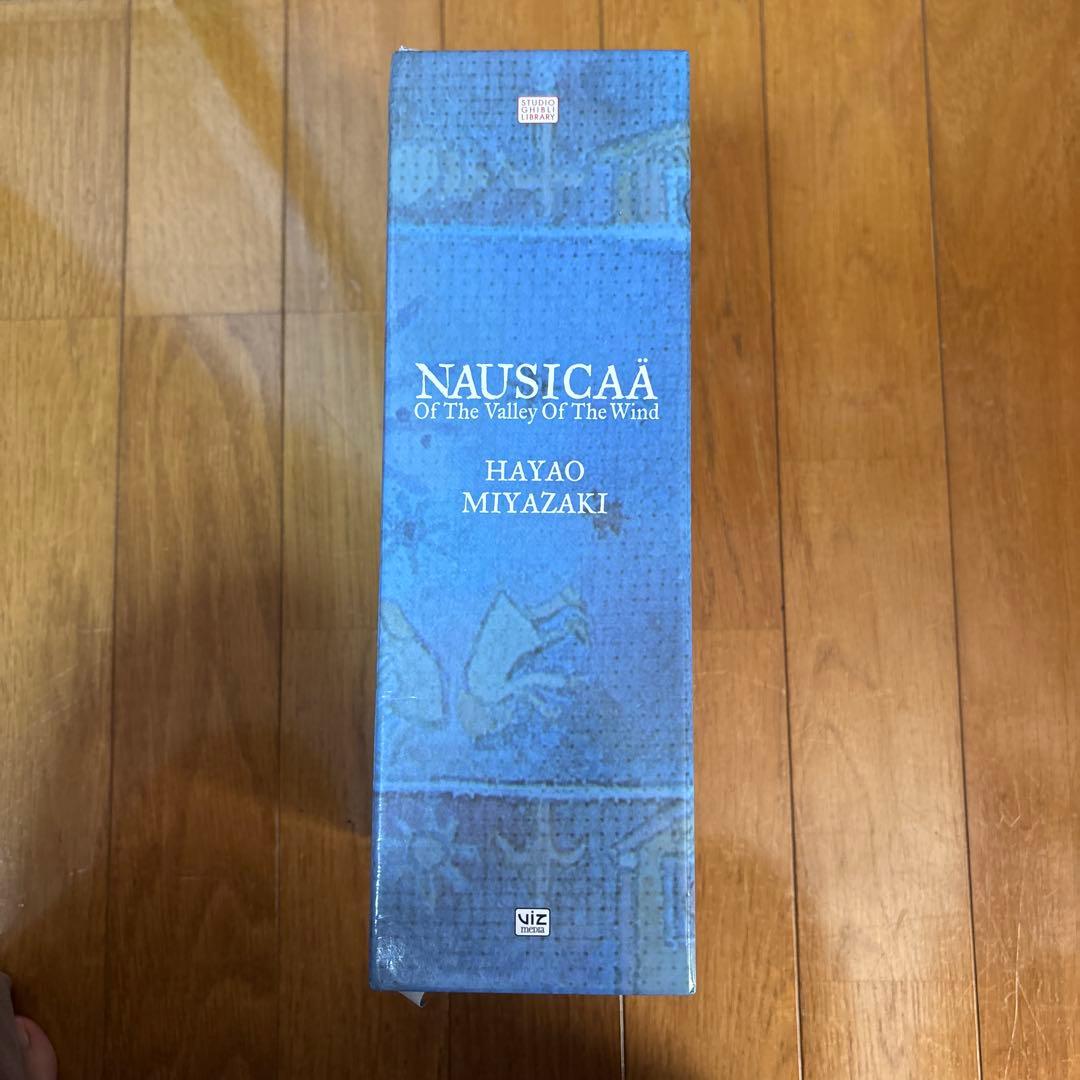 STUDIO
GHIBLI
LIBRARY
NAUSICAÄ
Of The Valley Of The Wind
HAYAO
MIYAZAKI
VIZ
MEDIA